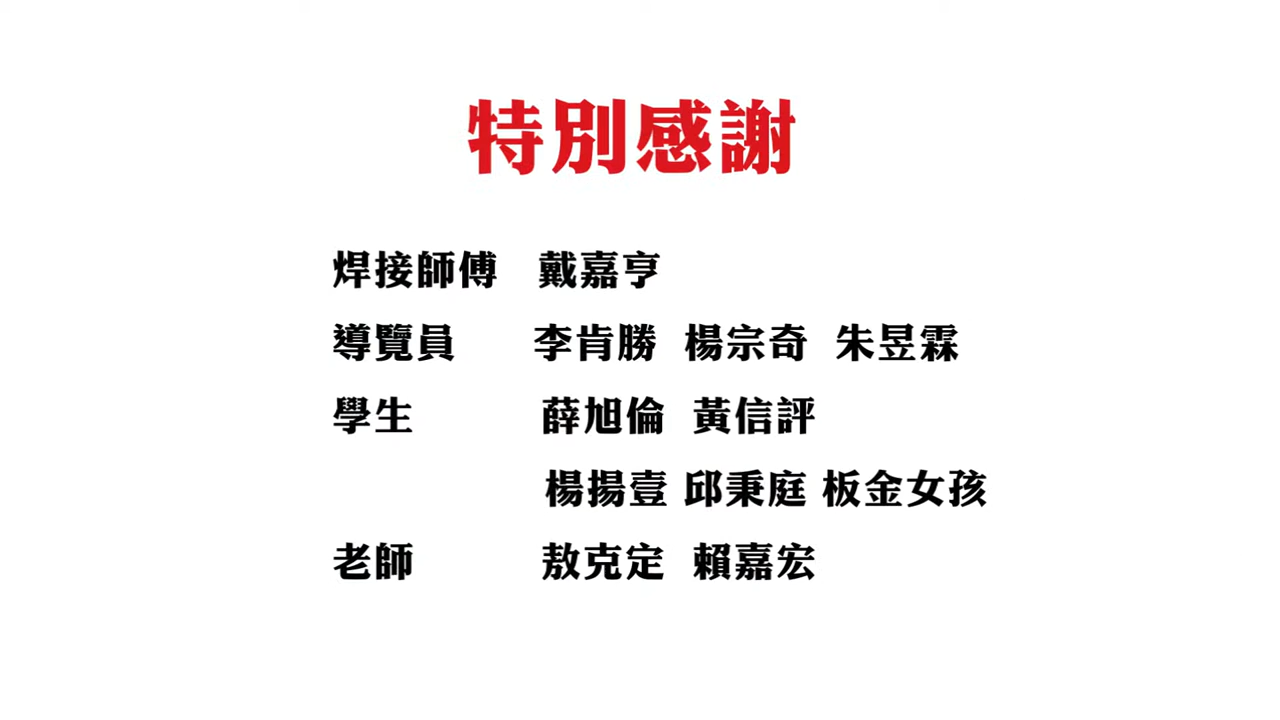 特別感謝
焊接師傅 戴嘉亨
導覽員 李肯勝 楊宗奇 朱昱霖
學生 薛旭倫 黃信評
楊揚壹 邱秉庭 板金女孩
老師 敖克定 賴嘉宏